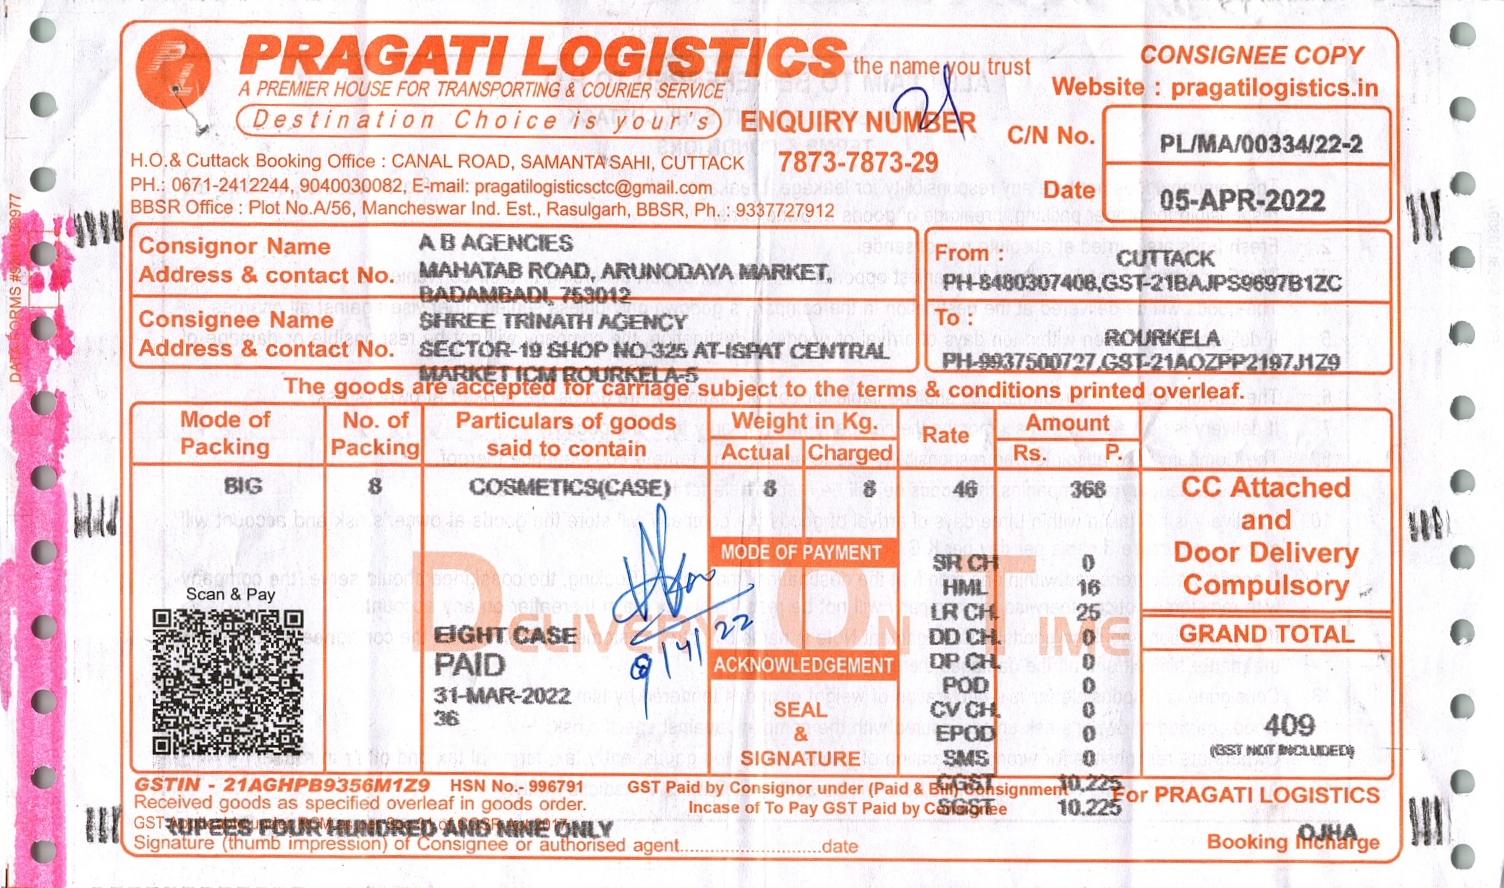 PRAGATI LOGISTICS the name you trust
A PREMIER HOUSE FOR TRANSPORTING & COURIER SERVICE
Destination Choice is your's
CONSIGNEE COPY
Website : pragatilogistics.in
21
ENQUIRY NUMBER
7873-7873-29
C/N No. PL/MA/00334/22-2
Date 05-APR-2022
H.O.& Cuttack Booking Office : CANAL ROAD, SAMANTA SAHI, CUTTACK
PH.: 0671-2412244, 9040030082, E-mail: pragatilogisticsctc@gmail.com
BBSR Office : Plot No.A/56, Mancheswar Ind. Est., Rasulgarh, BBSR, Ph. : 9337727912
Consignor Name A B AGENCIES
Address & contact No. MAHATAB ROAD, ARUNODAYA MARKET,
BADAMBADI, 753012
From : CUTTACK
PH-8480307408,GST-21BAJPS9697B1ZC
Consignee Name SHREE TRINATH AGENCY
Address & contact No. SECTOR-19 SHOP NO-325 AT-ISPAT CENTRAL
MARKET ICM ROURKELA-5
To : ROURKELA
PH-9937500727,GST-21AOZPP2197J1Z9
The goods are accepted for carriage subject to the terms & conditions printed overleaf.
Mode of Packing No. of Packing Particulars of goods said to contain Weight in Kg. Actual Charged Rate Amount Rs. P.
BIG 8 COSMETICS(CASE) 8 8 46 368
CC Attached
and
Door Delivery
Compulsory
GRAND TOTAL
409
(GST NOT INCLUDED)
Scan & Pay
DELIVERY ON TIME
EIGHT CASE
PAID
31-MAR-2022
36
9/4/22
MODE OF PAYMENT
ACKNOWLEDGEMENT
SEAL
&
SIGNATURE
SR CH 0
HML 16
LR CH. 25
DD CH. 0
DP CH. 0
POD 0
CV CH. 0
EPOD 0
SMS 0
CGST 10.225
SGST 10.225
GSTIN - 21AGHPB9356M1Z9 HSN No.- 996791 GST Paid by Consignor under (Paid & Bill) Consignment
Incase of To Pay GST Paid by Consignee
Received goods as specified overleaf in goods order.
RUPEES FOUR HUNDRED AND NINE ONLY
Signature (thumb impression) of Consignee or authorised agent..............................date
For PRAGATI LOGISTICS
OJHA
Booking Incharge